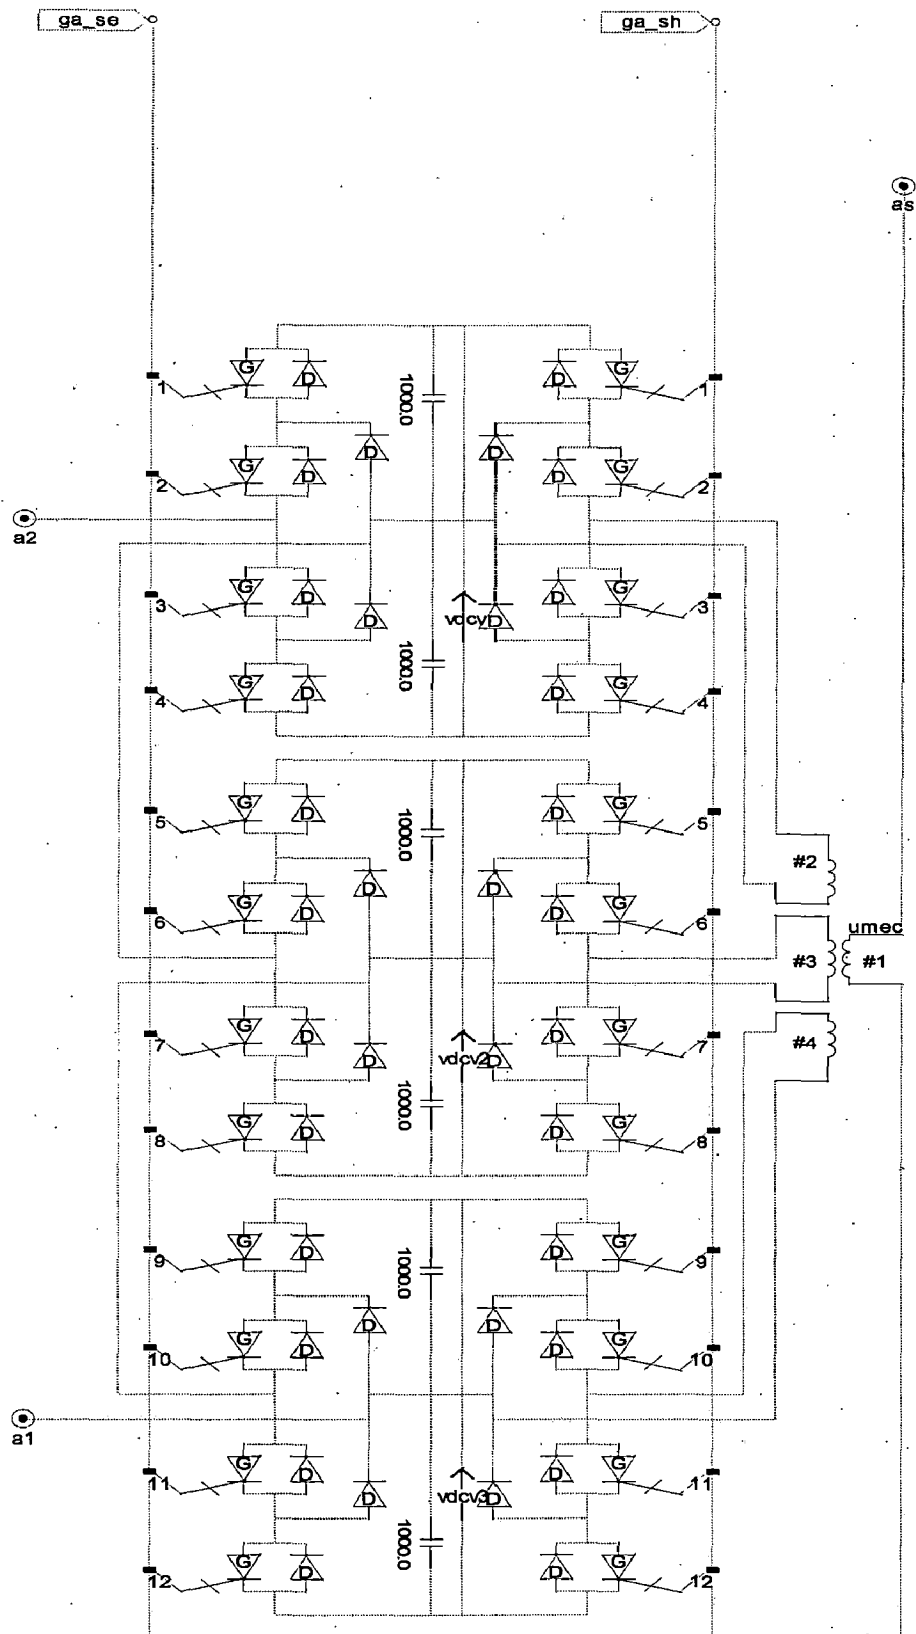 ga_se
ga_sh
as
G D 1000.0 D G
1 1
D D
G D D G
2 2
a2
G D D G
3 3
D vdcv D
1000.0
G D D G
4 4
G D 1000.0 D G
5 5
#2
D D
G D D G
6 6
umec
#3 #1
G D D G
7 7
#4
D vdcv2 D
1000.0
G D D G
8 8
G D D G
9 1000.0 9
D D
G D D G
10 10
a1
G D D G
11 11
D vdcv3 D
1000.0
G D D G
12 12